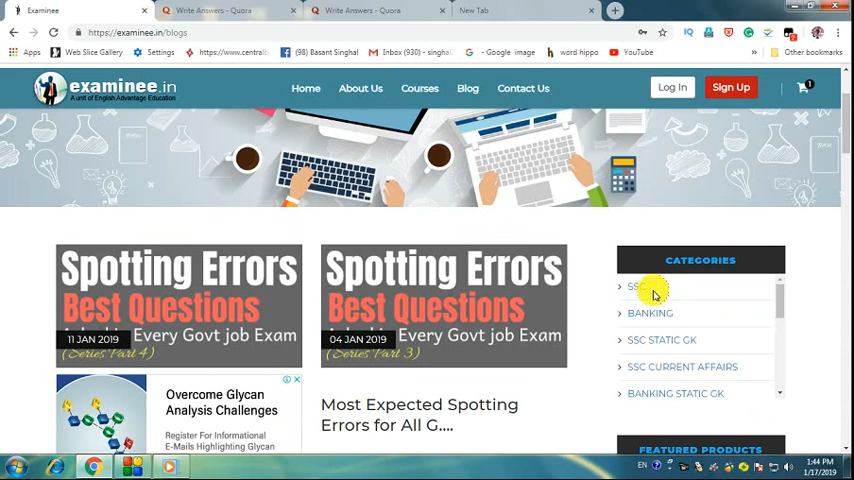 Examinee
Write Answers - Quora
Write Answers - Quora
New Tab
https://examinee.in/blogs
Apps
Web Slice Gallery
Settings
https://www.centralb
(98) Basant Singhal
Inbox (930) - singha
- Google image
word hippo
YouTube
Other bookmarks
examinee.in
A unit of English Advantage Education
Home
About Us
Courses
Blog
Contact Us
Log In
Sign Up
1
Spotting Errors
Best Questions
Every Govt job Exam
11 JAN 2019
(Series Part 4)
Spotting Errors
Best Questions
Every Govt job Exam
04 JAN 2019
(Series Part 3)
CATEGORIES
SSC
BANKING
SSC STATIC GK
SSC CURRENT AFFAIRS
BANKING STATIC GK
Overcome Glycan
Analysis Challenges
Register For Informational
E-Mails Highlighting Glycan
Most Expected Spotting
Errors for All G....
FEATURED PRODUCTS
EN
1:44 PM
1/17/2019